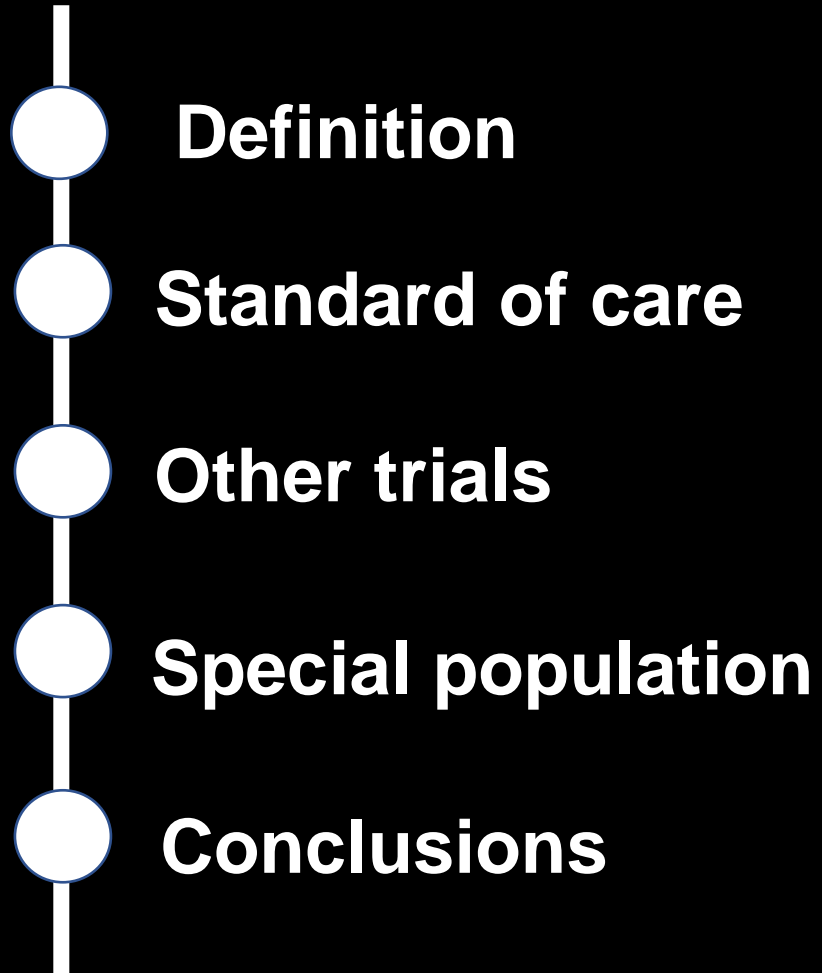 Definition
Standard of care
Other trials
Special population
Conclusions